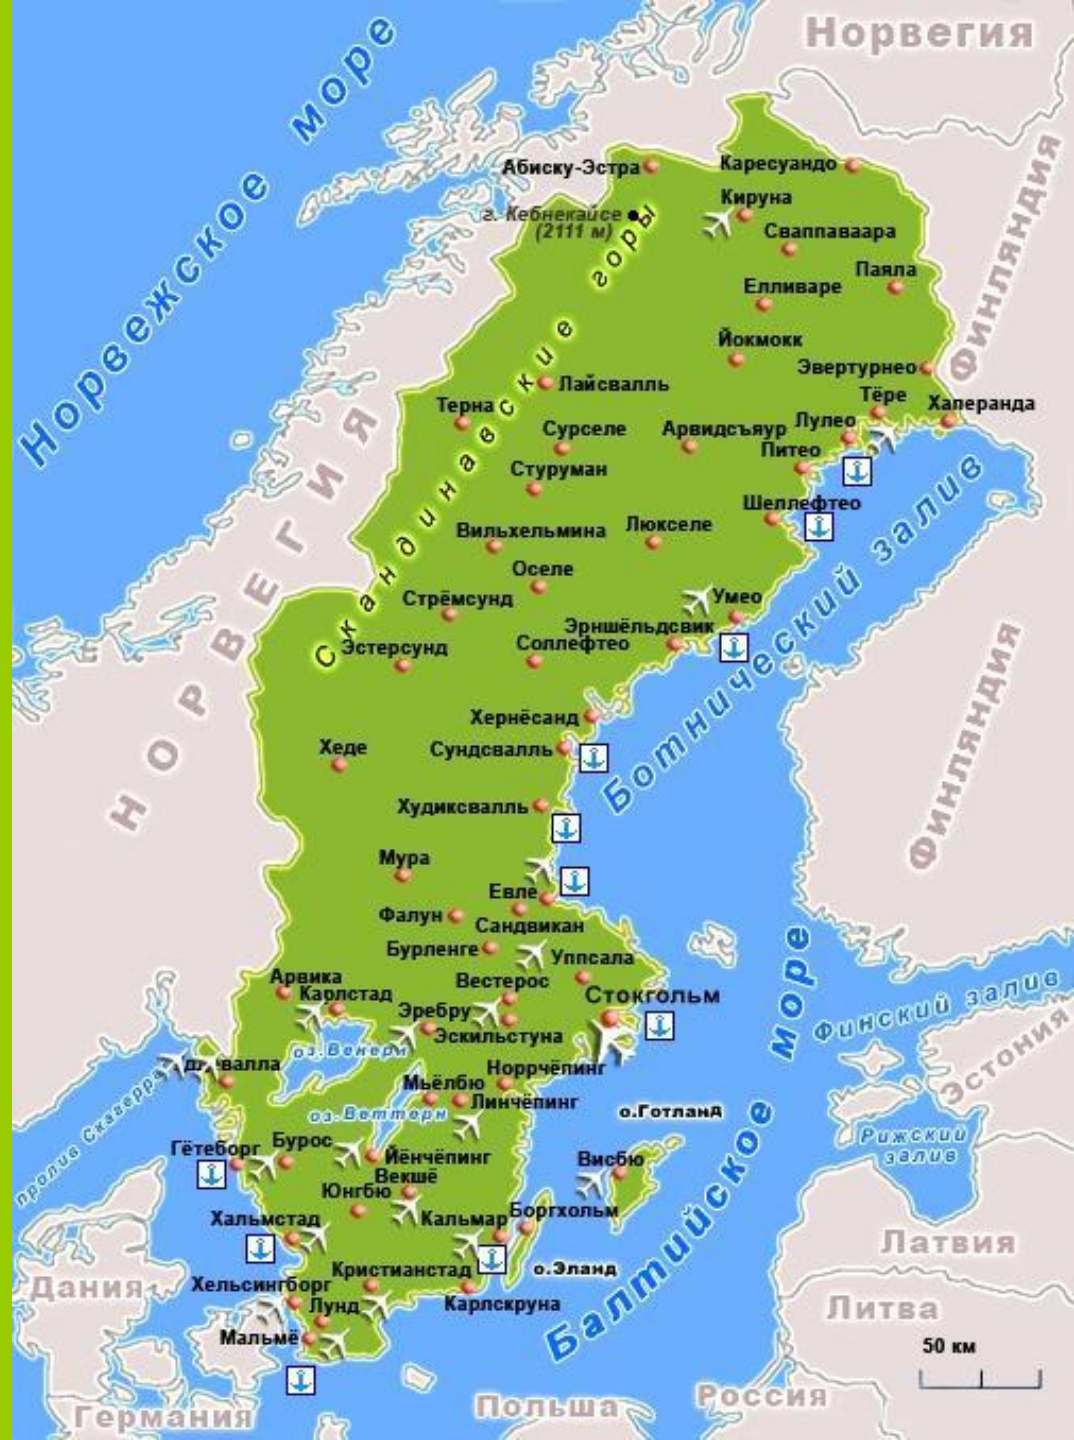 Норвегия
Норвежское море
Абиску-Эстра
Каресуандо
г. Кебнекайсе
(2111 м)
Кируна
Сваппаваара
Паяла
Елливаре
Финляндия
Скандинавские горы
Йокмокк
Эвертурнео
Лайсвалль
Тёре
Хаперанда
Терна
НОРВЕГИЯ
Сурселе
Арвидсъяур
Лулео
Питео
Стуруман
Шеллефтео
Вильхельмина
Люкселе
Ботнический залив
Оселе
Стрёмсунд
Умео
Эрншёльдсвик
Эстерсунд
Соллефтео
Финляндия
Хернёсанд
Хеде
Сундсвалль
Худиксвалль
Мура
Евле
Фалун
Сандвикан
Бурленге
Уппсала
Арвика
Вестерос
Карлстад
Стокгольм
Эребру
Финский залив
Эскильстуна
Эстония
оз.Венерн
валла
Норрчёпинг
Мьёлбю
Линчёпинг
пролив Скагеррак
оз.Веттерн
о.Готланд
Балтийское море
Рижский
залив
Гётеборг
Бурос
Йёнчёпинг
Висбю
Векшё
Юнгбю
Хальмстад
Кальмар
Боргхольм
Латвия
Дания
Кристианстад
о.Эланд
Хельсингборг
Лунд
Карлскруна
Литва
Мальмё
50 км
Германия
Польша
Россия